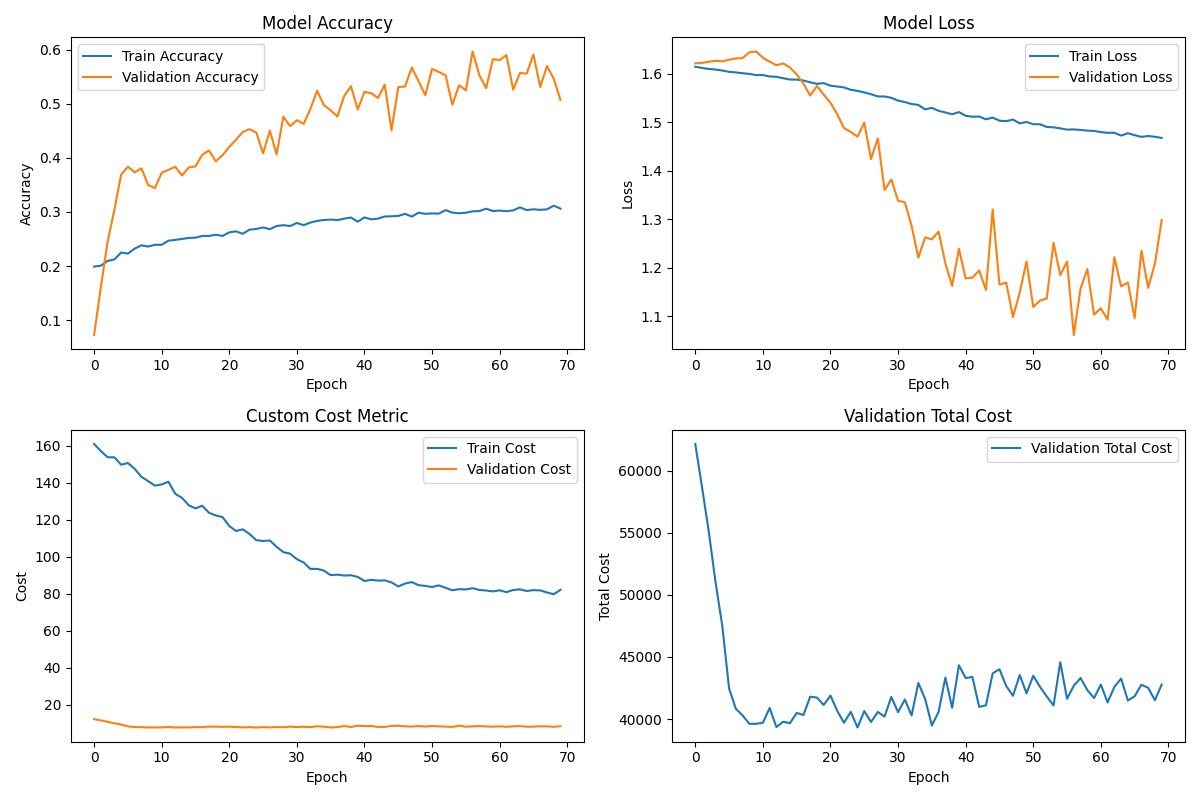 Model Accuracy
Train Accuracy
Validation Accuracy
Accuracy
0.6
0.5
0.4
0.3
0.2
0.1
0 10 20 30 40 50 60 70
Epoch
Model Loss
Train Loss
Validation Loss
Loss
1.6
1.5
1.4
1.3
1.2
1.1
0 10 20 30 40 50 60 70
Epoch
Custom Cost Metric
Train Cost
Validation Cost
Cost
160
140
120
100
80
60
40
20
0 10 20 30 40 50 60 70
Epoch
Validation Total Cost
Validation Total Cost
Total Cost
60000
55000
50000
45000
40000
0 10 20 30 40 50 60 70
Epoch